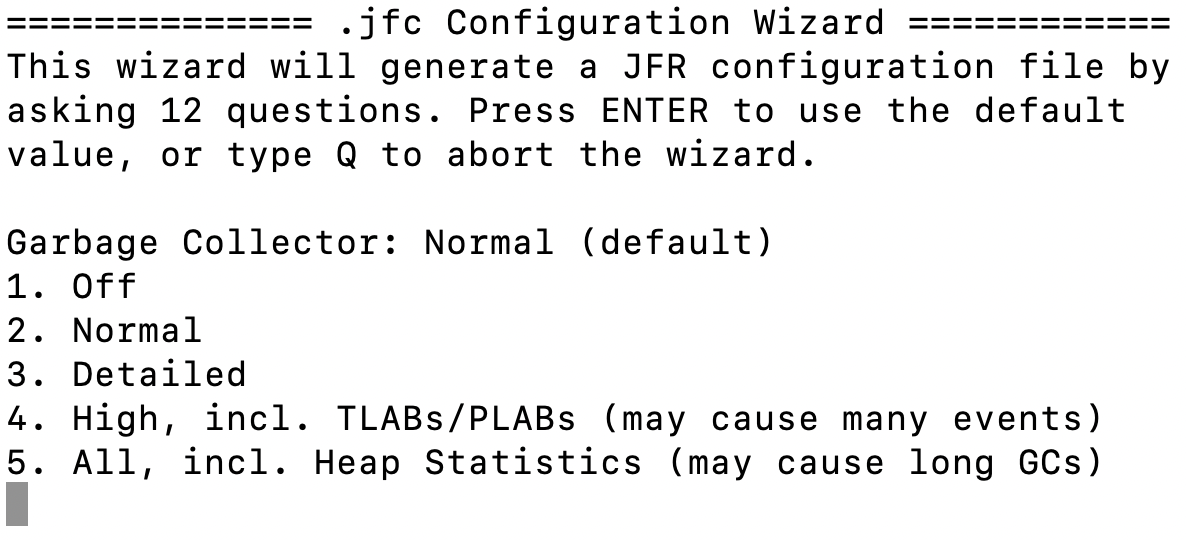 ============== .jfc Configuration Wizard ============
This wizard will generate a JFR configuration file by
asking 12 questions. Press ENTER to use the default
value, or type Q to abort the wizard.

Garbage Collector: Normal (default)
1. Off
2. Normal
3. Detailed
4. High, incl. TLABs/PLABs (may cause many events)
5. All, incl. Heap Statistics (may cause long GCs)